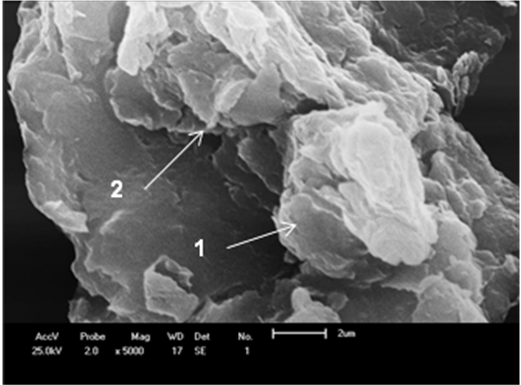 2
1
AccV Probe Mag WD Det No. 2um
25.0kV 2.0 x5000 17 SE 1